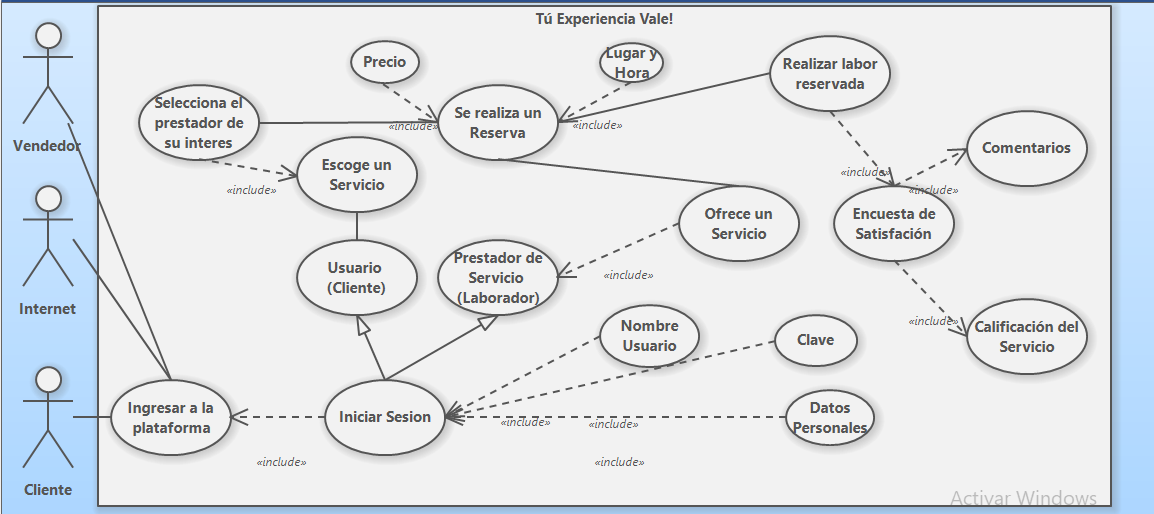 Tú Experiencia Vale!
Vendedor
Internet
Cliente
Precio
Lugar y
Hora
Realizar labor
reservada
Selecciona el
prestador de
su interes
«include»
Se realiza un
Reserva
«include»
Escoge un
Servicio
«include»
Comentarios
«include»
«include»
Ofrece un
Servicio
Encuesta de
Satisfación
Usuario
(Cliente)
Prestador de
Servicio
(Laborador)
«include»
Nombre
Usuario
Clave
«include»
Calificación del
Servicio
Ingresar a la
plataforma
Iniciar Sesion
«include»
«include»
Datos
Personales
«include»
«include»
Activar Windows